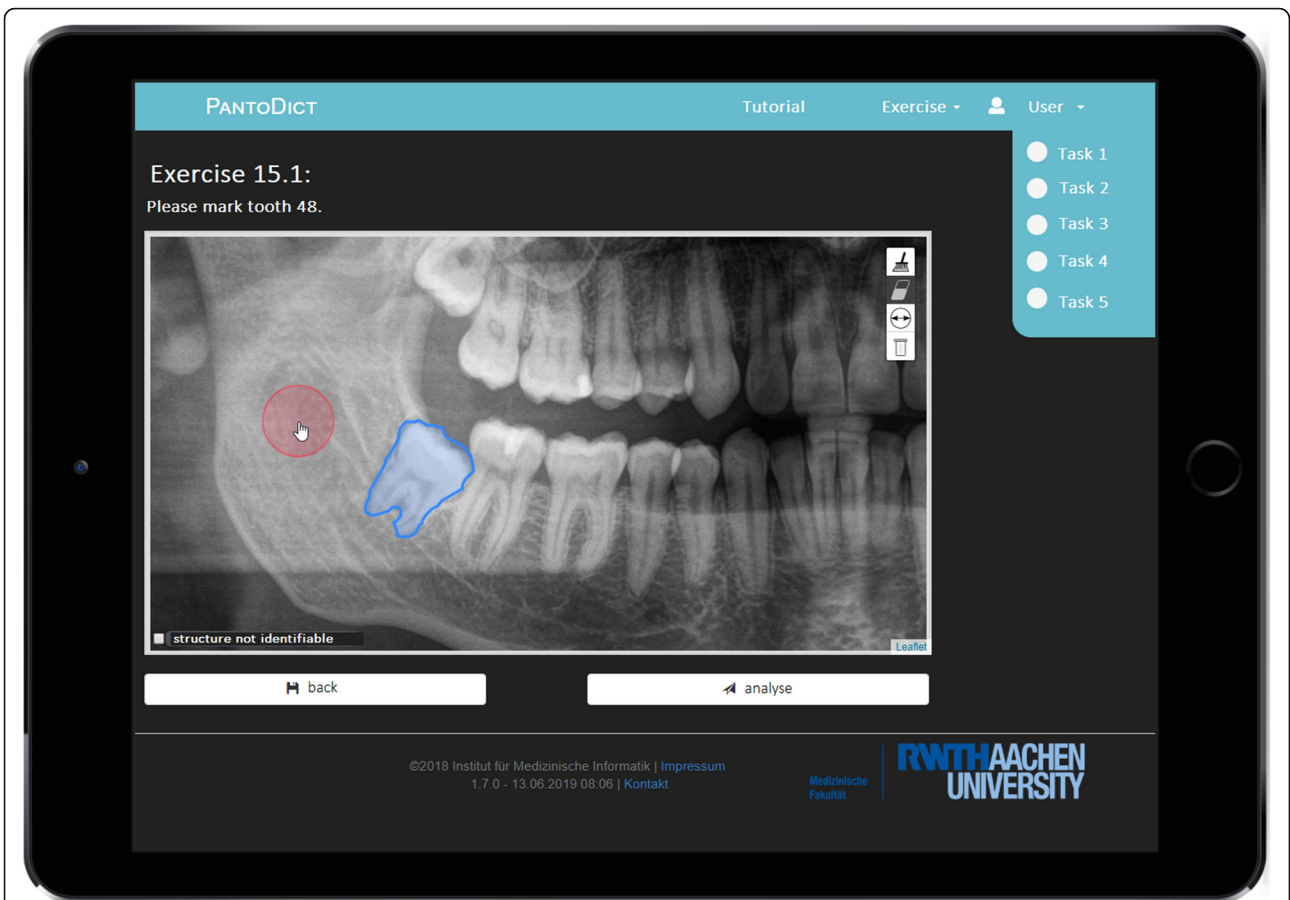 PANTODICT
Tutorial
Exercise
User
Task 1
Task 2
Task 3
Task 4
Task 5
Exercise 15.1:
Please mark tooth 48.
structure not identifiable
Leaflet
back
analyse
©2018 Institut für Medizinische Informatik | Impressum
1.7.0 - 13.06.2019 08:06 | Kontakt
Medizinische
Fakultät
RWTHAACHEN
UNIVERSITY